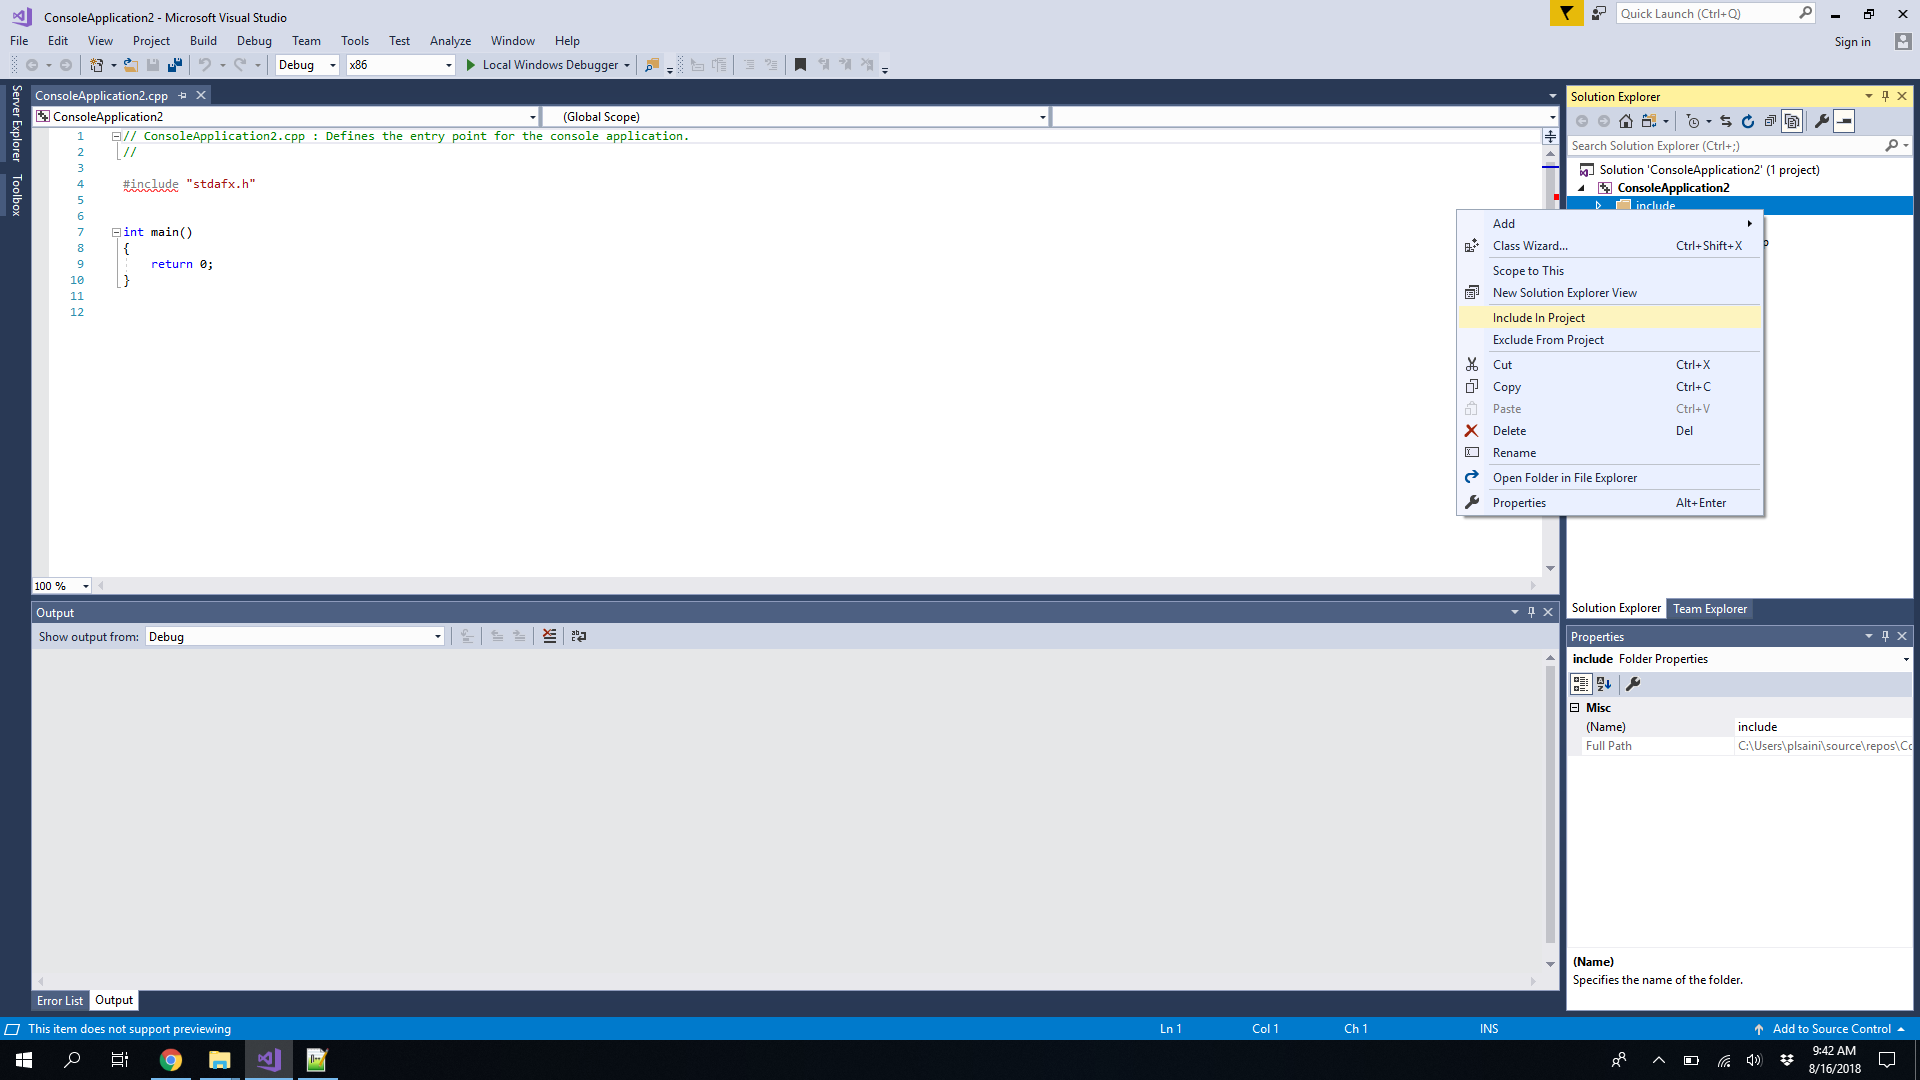 ConsoleApplication2 - Microsoft Visual Studio
Quick Launch (Ctrl+Q)
File Edit View Project Build Debug Team Tools Test Analyze Window Help
Sign in
Debug x86 Local Windows Debugger
Server Explorer
Toolbox
ConsoleApplication2.cpp
ConsoleApplication2 (Global Scope)
1 // ConsoleApplication2.cpp : Defines the entry point for the console application.
2 //
3
4 #include "stdafx.h"
5
6
7 int main()
8 {
9 return 0;
10 }
11
12
100 %
Solution Explorer
Search Solution Explorer (Ctrl+;)
Solution 'ConsoleApplication2' (1 project)
ConsoleApplication2
include
Add
Class Wizard... Ctrl+Shift+X
Scope to This
New Solution Explorer View
Include In Project
Exclude From Project
Cut Ctrl+X
Copy Ctrl+C
Paste Ctrl+V
Delete Del
Rename
Open Folder in File Explorer
Properties Alt+Enter
Solution Explorer Team Explorer
Output
Show output from: Debug
Error List Output
Properties
include Folder Properties
Misc
(Name) include
Full Path C:\Users\plsaini\source\repos\Cc
(Name)
Specifies the name of the folder.
This item does not support previewing
Ln 1 Col 1 Ch 1 INS Add to Source Control
9:42 AM
8/16/2018